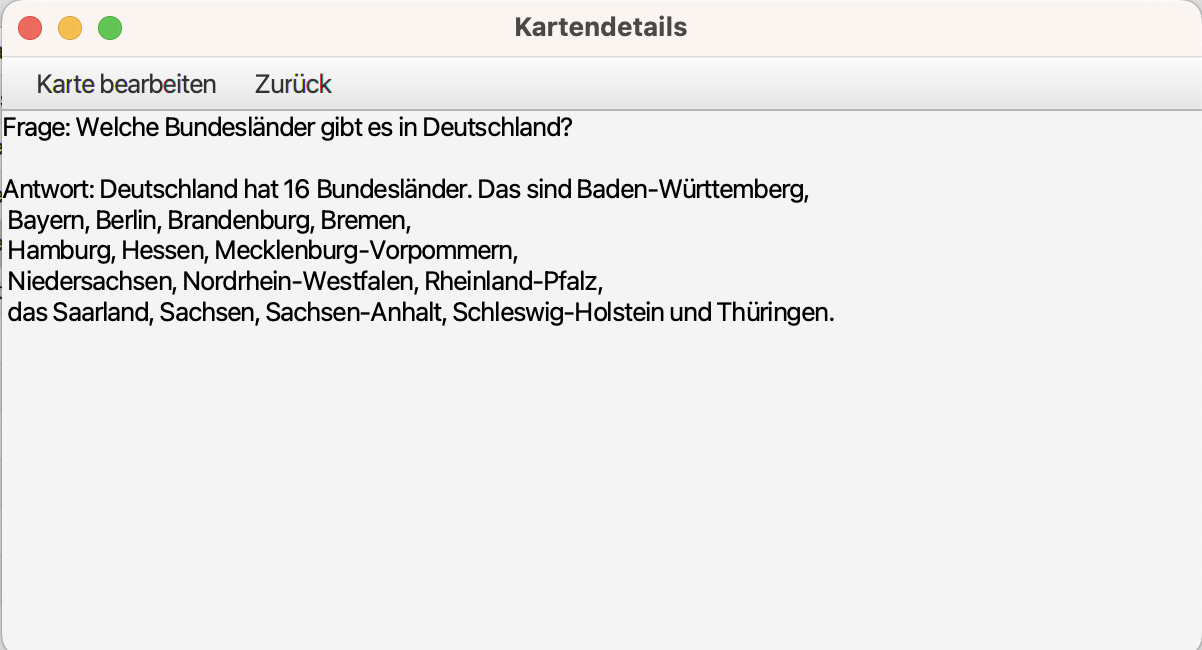 Kartendetails
Karte bearbeiten Zurück
Frage: Welche Bundesländer gibt es in Deutschland?
Antwort: Deutschland hat 16 Bundesländer. Das sind Baden-Württemberg,
Bayern, Berlin, Brandenburg, Bremen,
Hamburg, Hessen, Mecklenburg-Vorpommern,
Niedersachsen, Nordrhein-Westfalen, Rheinland-Pfalz,
das Saarland, Sachsen, Sachsen-Anhalt, Schleswig-Holstein und Thüringen.